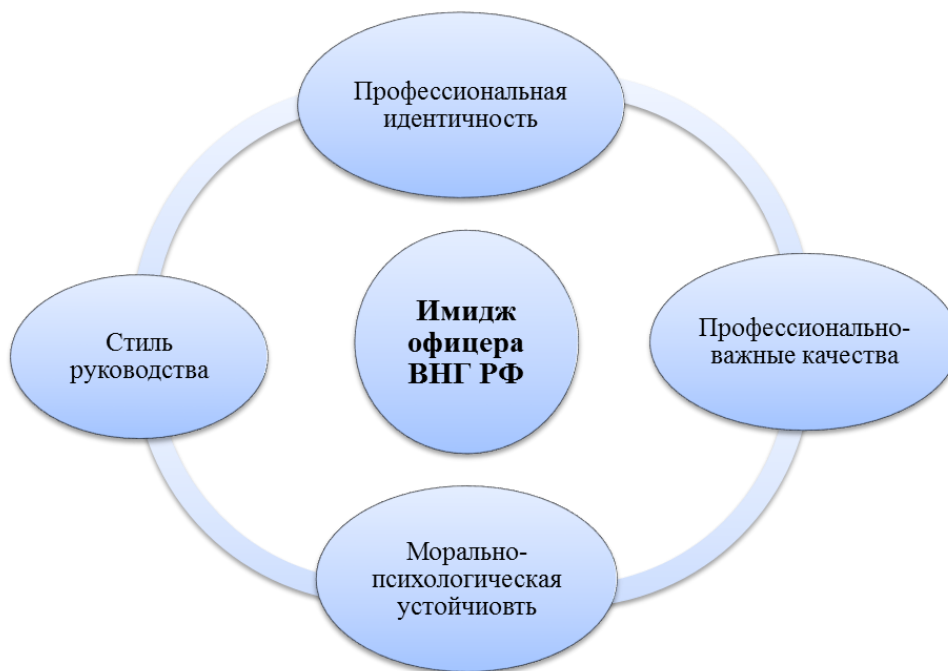 Профессиональная
идентичность
Имидж
офицера
ВНГ РФ
Стиль
руководства
Профессионально-
важные качества
Морально-
психологическая
устойчиовть